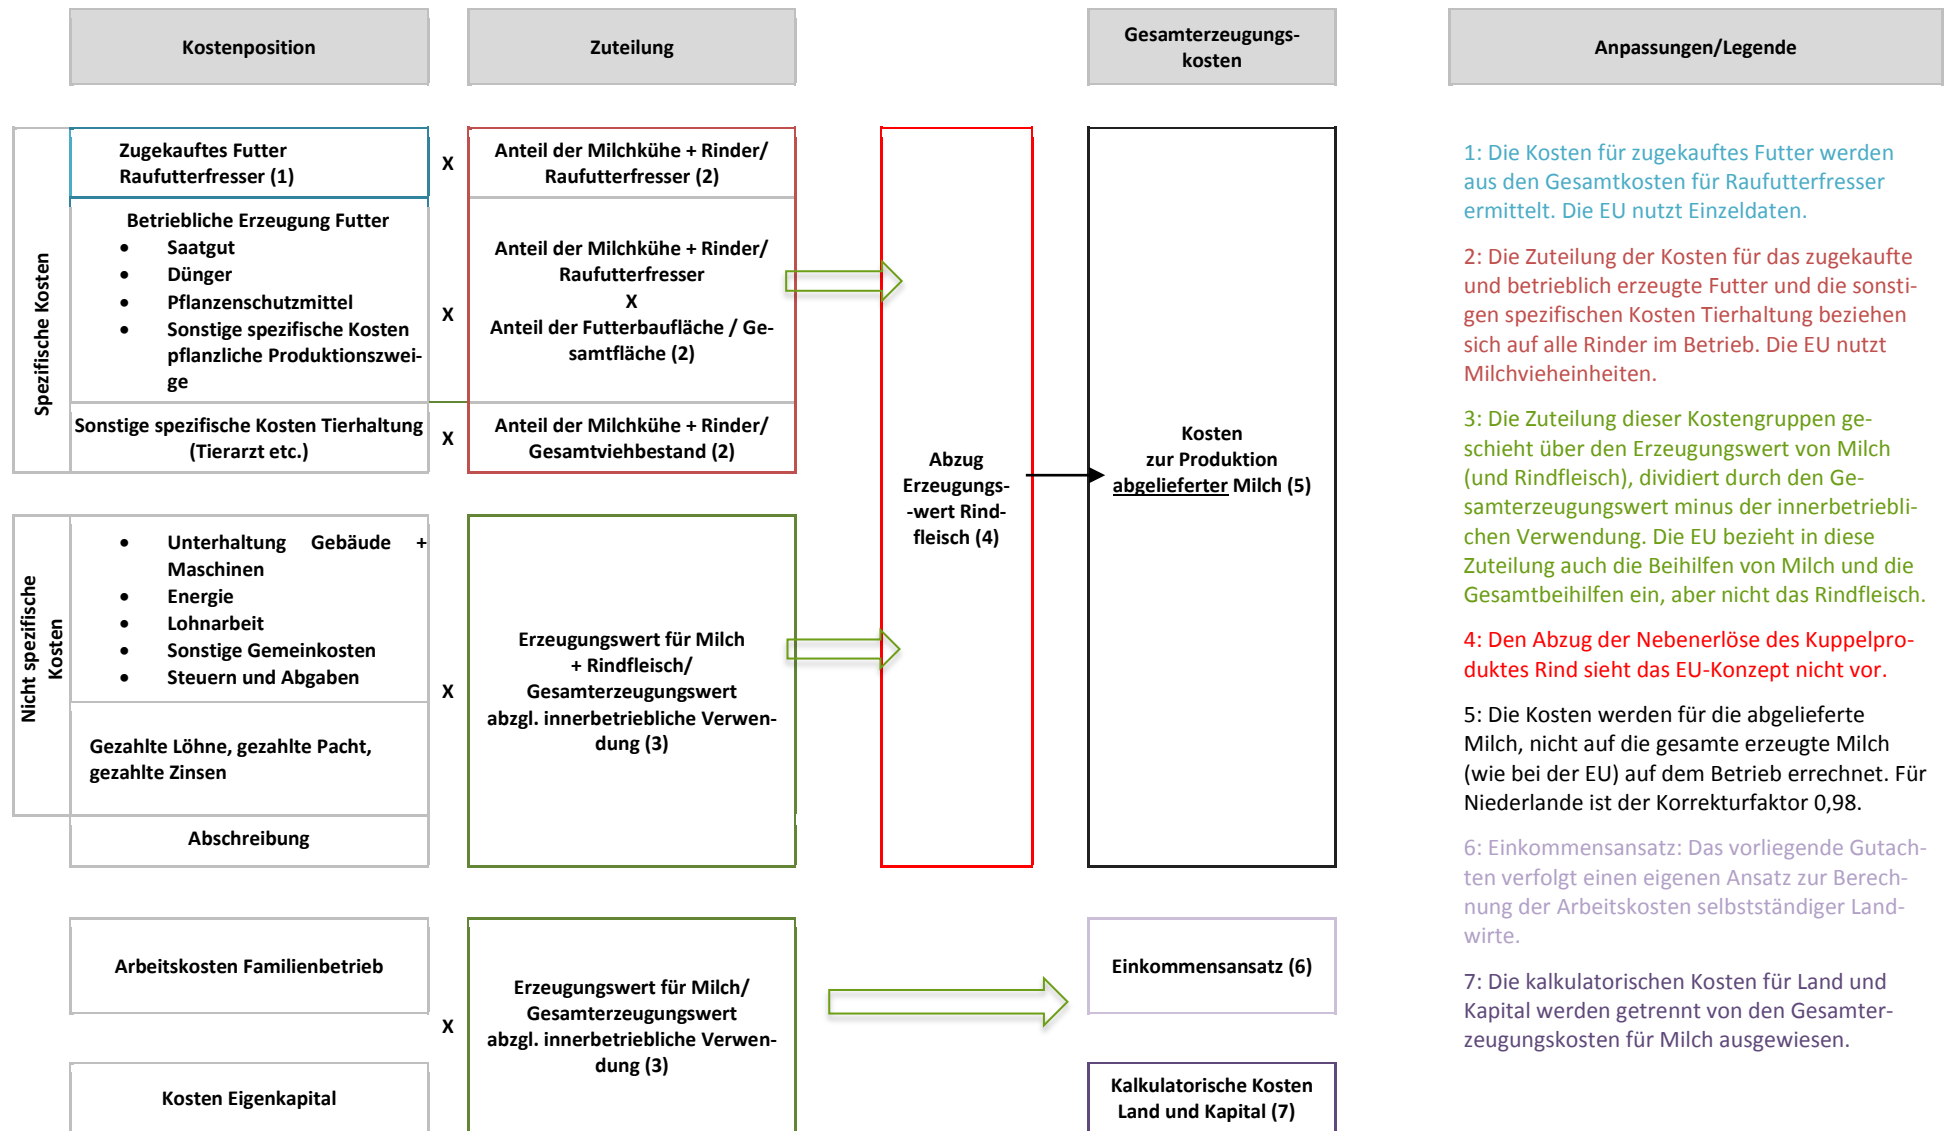 Kostenposition
Zuteilung
Gesamterzeugungs-
kosten
Anpassungen/Legende
Spezifische Kosten
Zugekauftes Futter
Raufutterfresser (1)
X
Anteil der Milchkühe + Rinder/
Raufutterfresser (2)
Betriebliche Erzeugung Futter
• Saatgut
• Dünger
• Pflanzenschutzmittel
• Sonstige spezifische Kosten
pflanzliche Produktionszwei-
ge
X
Anteil der Milchkühe + Rinder/
Raufutterfresser
X
Anteil der Futterbaufläche / Ge-
samtfläche (2)
Sonstige spezifische Kosten Tierhaltung
(Tierarzt etc.)
X
Anteil der Milchkühe + Rinder/
Gesamtviehbestand (2)
Nicht spezifische
Kosten
• Unterhaltung Gebäude +
Maschinen
• Energie
• Lohnarbeit
• Sonstige Gemeinkosten
• Steuern und Abgaben
Gezahlte Löhne, gezahlte Pacht,
gezahlte Zinsen
Abschreibung
X
Erzeugungswert für Milch
+ Rindfleisch/
Gesamterzeugungswert
abzgl. innerbetriebliche Verwen-
dung (3)
Abzug
Erzeugungs-
-wert Rind-
fleisch (4)
Kosten
zur Produktion
abgelieferter Milch (5)
Arbeitskosten Familienbetrieb
Kosten Eigenkapital
X
Erzeugungswert für Milch/
Gesamterzeugungswert
abzgl. innerbetriebliche Verwen-
dung (3)
Einkommensansatz (6)
Kalkulatorische Kosten
Land und Kapital (7)
1: Die Kosten für zugekauftes Futter werden
aus den Gesamtkosten für Raufutterfresser
ermittelt. Die EU nutzt Einzeldaten.
2: Die Zuteilung der Kosten für das zugekaufte
und betrieblich erzeugte Futter und die sonsti-
gen spezifischen Kosten Tierhaltung beziehen
sich auf alle Rinder im Betrieb. Die EU nutzt
Milchvieheinheiten.
3: Die Zuteilung dieser Kostengruppen ge-
schieht über den Erzeugungswert von Milch
(und Rindfleisch), dividiert durch den Ge-
samterzeugungswert minus der innerbetriebli-
chen Verwendung. Die EU bezieht in diese
Zuteilung auch die Beihilfen von Milch und die
Gesamtbeihilfen ein, aber nicht das Rindfleisch.
4: Den Abzug der Nebenerlöse des Kuppelpro-
duktes Rind sieht das EU-Konzept nicht vor.
5: Die Kosten werden für die abgelieferte
Milch, nicht auf die gesamte erzeugte Milch
(wie bei der EU) auf dem Betrieb errechnet. Für
Niederlande ist der Korrekturfaktor 0,98.
6: Einkommensansatz: Das vorliegende Gutach-
ten verfolgt einen eigenen Ansatz zur Berech-
nung der Arbeitskosten selbstständiger Land-
wirte.
7: Die kalkulatorischen Kosten für Land und
Kapital werden getrennt von den Gesamter-
zeugungskosten für Milch ausgewiesen.